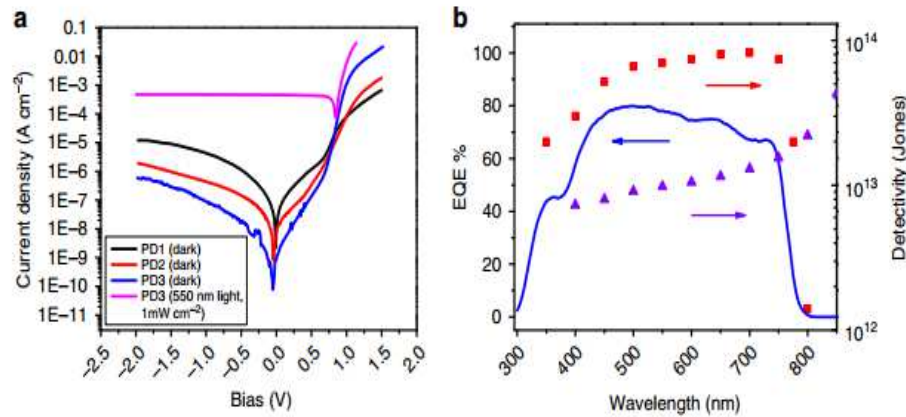 a
Current density (A cm⁻²)
0.1
0.01
1E–3
1E–4
1E–5
1E–6
1E–7
1E–8
1E–9
1E–10
1E–11
PD1 (dark)
PD2 (dark)
PD3 (dark)
PD3 (550 nm light,
1mW cm⁻²)
–2.5 –2.0 –1.5 –1.0 –0.5 0.0 0.5 1.0 1.5 2.0
Bias (V)
b
EQE %
100
80
60
40
20
0
300 400 500 600 700 800
Wavelength (nm)
10¹⁴
10¹³
10¹²
Detectivity (Jones)